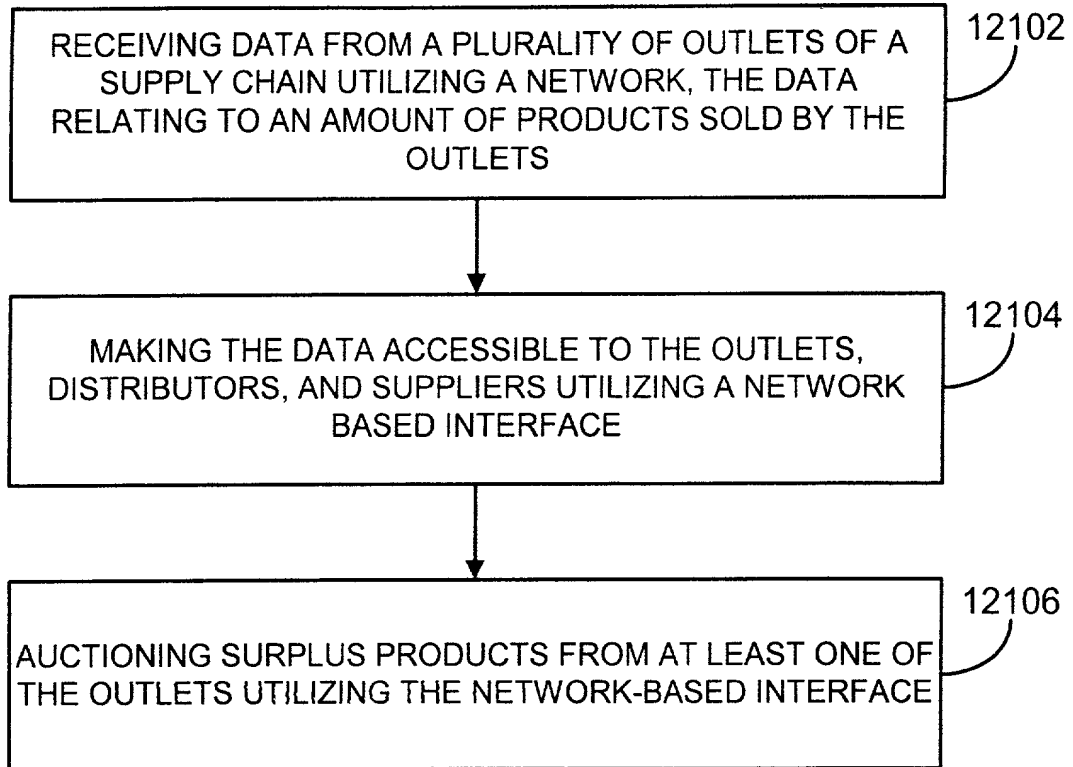 RECEIVING DATA FROM A PLURALITY OF OUTLETS OF A
SUPPLY CHAIN UTILIZING A NETWORK, THE DATA
RELATING TO AN AMOUNT OF PRODUCTS SOLD BY THE
OUTLETS
12102
MAKING THE DATA ACCESSIBLE TO THE OUTLETS,
DISTRIBUTORS, AND SUPPLIERS UTILIZING A NETWORK
BASED INTERFACE
12104
AUCTIONING SURPLUS PRODUCTS FROM AT LEAST ONE OF
THE OUTLETS UTILIZING THE NETWORK-BASED INTERFACE
12106